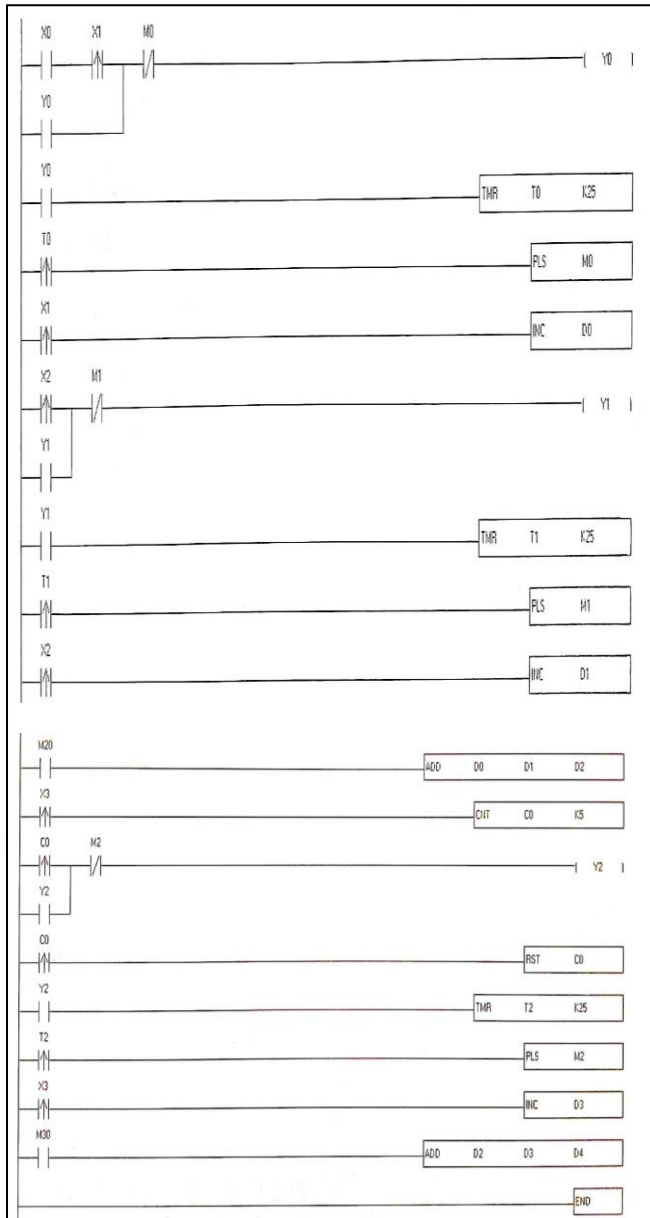 X0 X1 M0
( Y0 )
Y0
Y0
TMR T0 K25
T0
PLS M0
X1
INC D0
X2 M1
( Y1 )
Y1
Y1
TMR T1 K25
T1
PLS M1
X2
INC D1
M20
ADD D0 D1 D2
X3
CNT C0 K5
C0 M2
( Y2 )
Y2
C0
RST C0
Y2
TMR T2 K25
T2
PLS M2
X3
INC D3
M30
ADD D2 D3 D4
END